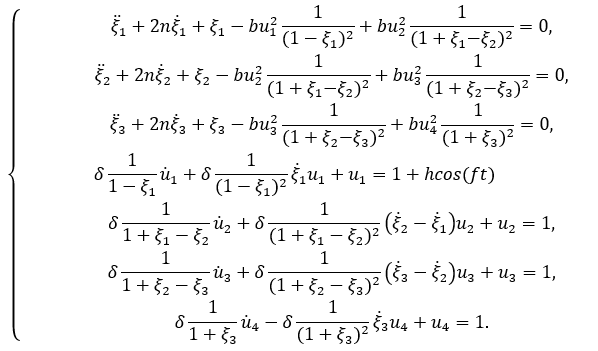 ξ̈₁ + 2nξ̇₁ + ξ₁ − bu₁² 1/(1 − ξ₁)² + bu₂² 1/(1 + ξ₁−ξ₂)² = 0,
ξ̈₂ + 2nξ̇₂ + ξ₂ − bu₂² 1/(1 + ξ₁−ξ₂)² + bu₃² 1/(1 + ξ₂−ξ₃)² = 0,
ξ̈₃ + 2nξ̇₃ + ξ₃ − bu₃² 1/(1 + ξ₂−ξ₃)² + bu₄² 1/(1 + ξ₃)² = 0,
δ 1/(1 − ξ₁) u̇₁ + δ 1/(1 − ξ₁)² ξ̇₁u₁ + u₁ = 1 + hcos(ft)
δ 1/(1 + ξ₁ − ξ₂) u̇₂ + δ 1/(1 + ξ₁ − ξ₂)² (ξ̇₂ − ξ̇₁)u₂ + u₂ = 1,
δ 1/(1 + ξ₂ − ξ₃) u̇₃ + δ 1/(1 + ξ₂ − ξ₃)² (ξ̇₃ − ξ̇₂)u₃ + u₃ = 1,
δ 1/(1 + ξ₃) u̇₄ − δ 1/(1 + ξ₃)² ξ̇₃u₄ + u₄ = 1.